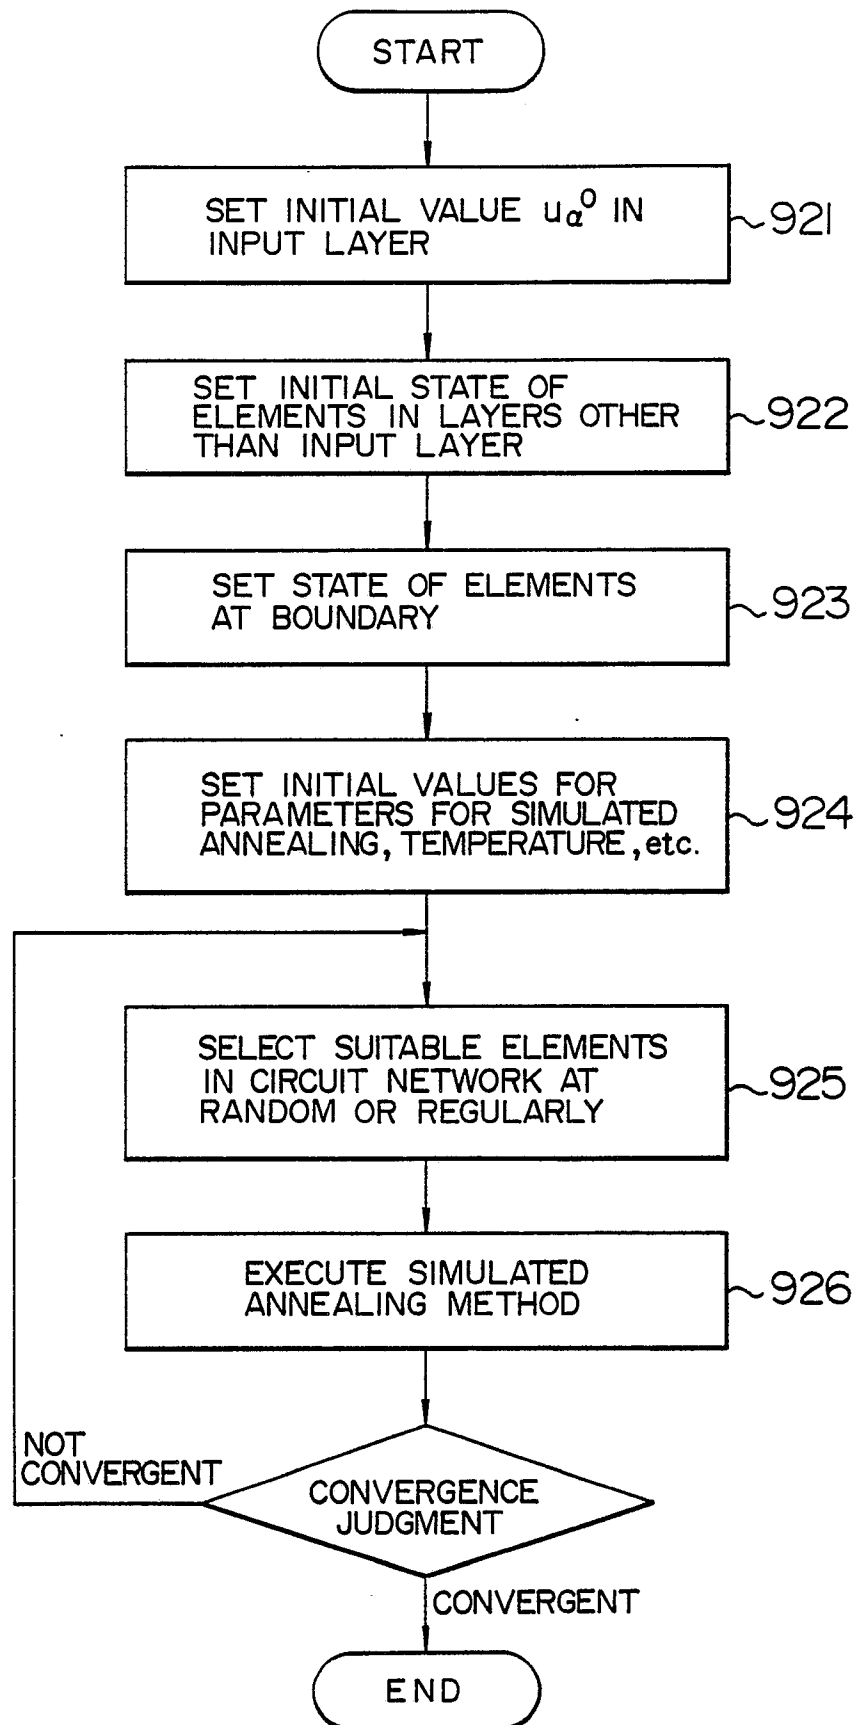 START
SET INITIAL VALUE uα⁰ IN
INPUT LAYER
921
SET INITIAL STATE OF
ELEMENTS IN LAYERS OTHER
THAN INPUT LAYER
922
SET STATE OF ELEMENTS
AT BOUNDARY
923
SET INITIAL VALUES FOR
PARAMETERS FOR SIMULATED
ANNEALING, TEMPERATURE, etc.
924
SELECT SUITABLE ELEMENTS
IN CIRCUIT NETWORK AT
RANDOM OR REGULARLY
925
EXECUTE SIMULATED
ANNEALING METHOD
926
NOT
CONVERGENT
CONVERGENCE
JUDGMENT
CONVERGENT
END